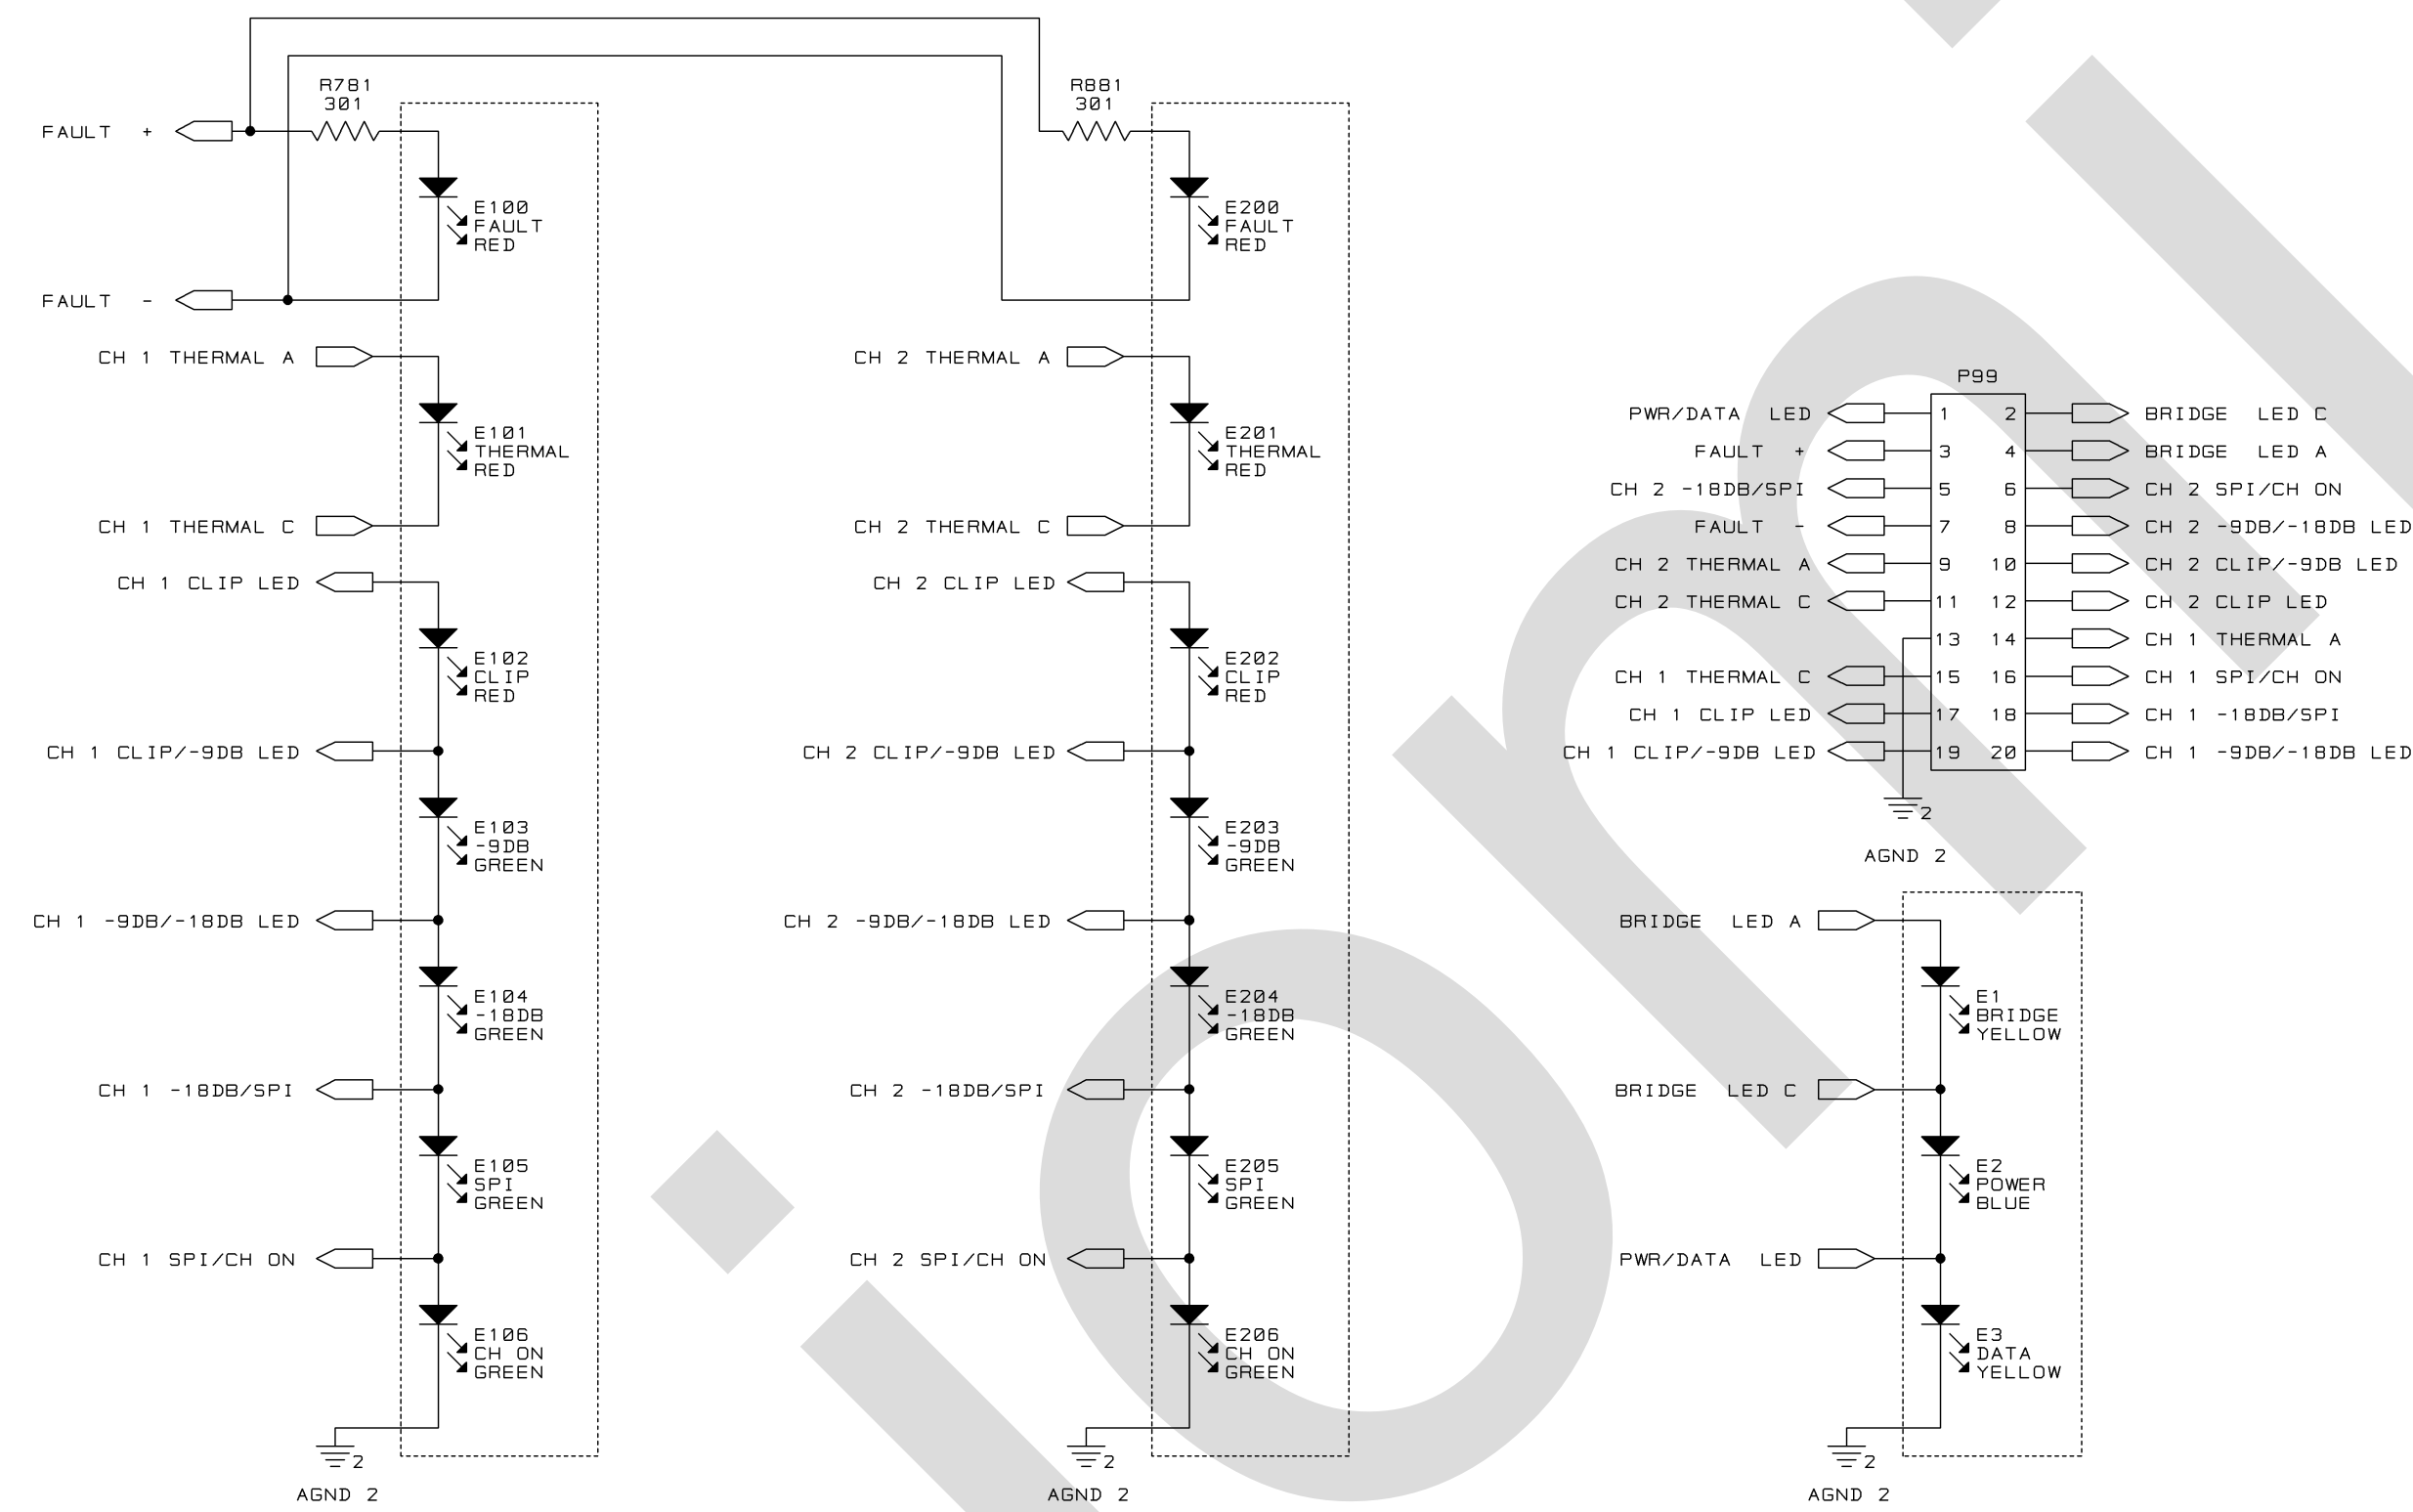 R781
301
FAULT +
E100
FAULT
RED
FAULT -
CH 1 THERMAL A
E101
THERMAL
RED
CH 1 THERMAL C
CH 1 CLIP LED
E102
CLIP
RED
CH 1 CLIP/-9DB LED
E103
-9DB
GREEN
CH 1 -9DB/-18DB LED
E104
-18DB
GREEN
CH 1 -18DB/SPI
E105
SPI
GREEN
CH 1 SPI/CH ON
E106
CH ON
GREEN
2
AGND 2
R881
301
E200
FAULT
RED
CH 2 THERMAL A
E201
THERMAL
RED
CH 2 THERMAL C
CH 2 CLIP LED
E202
CLIP
RED
CH 2 CLIP/-9DB LED
E203
-9DB
GREEN
CH 2 -9DB/-18DB LED
E204
-18DB
GREEN
CH 2 -18DB/SPI
E205
SPI
GREEN
CH 2 SPI/CH ON
E206
CH ON
GREEN
2
AGND 2
P99
PWR/DATA LED 1 2 BRIDGE LED C
FAULT + 3 4 BRIDGE LED A
CH 2 -18DB/SPI 5 6 CH 2 SPI/CH ON
FAULT - 7 8 CH 2 -9DB/-18DB LED
CH 2 THERMAL A 9 10 CH 2 CLIP/-9DB LED
CH 2 THERMAL C 11 12 CH 2 CLIP LED
13 14 CH 1 THERMAL A
CH 1 THERMAL C 15 16 CH 1 SPI/CH ON
CH 1 CLIP LED 17 18 CH 1 -18DB/SPI
CH 1 CLIP/-9DB LED 19 20 CH 1 -9DB/-18DB LED
2
AGND 2
BRIDGE LED A
E1
BRIDGE
YELLOW
BRIDGE LED C
E2
POWER
BLUE
PWR/DATA LED
E3
DATA
YELLOW
2
AGND 2